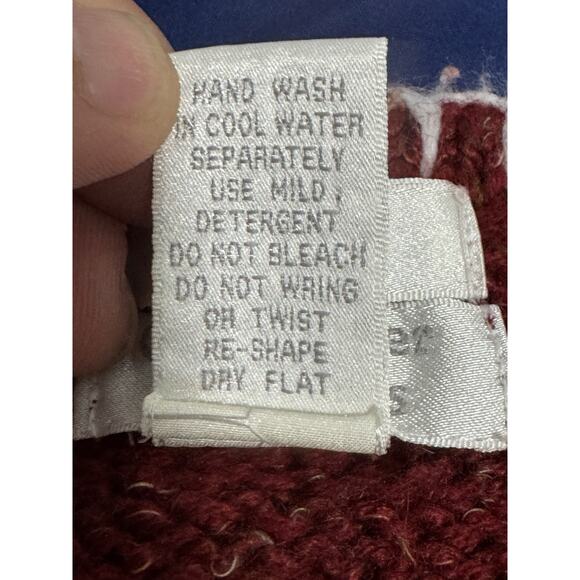 HAND WASH
IN COOL WATER
SEPARATELY
USE MILD
DETERGENT
DO NOT BLEACH
DO NOT WRING
OR TWIST
RE-SHAPE
DRY FLAT